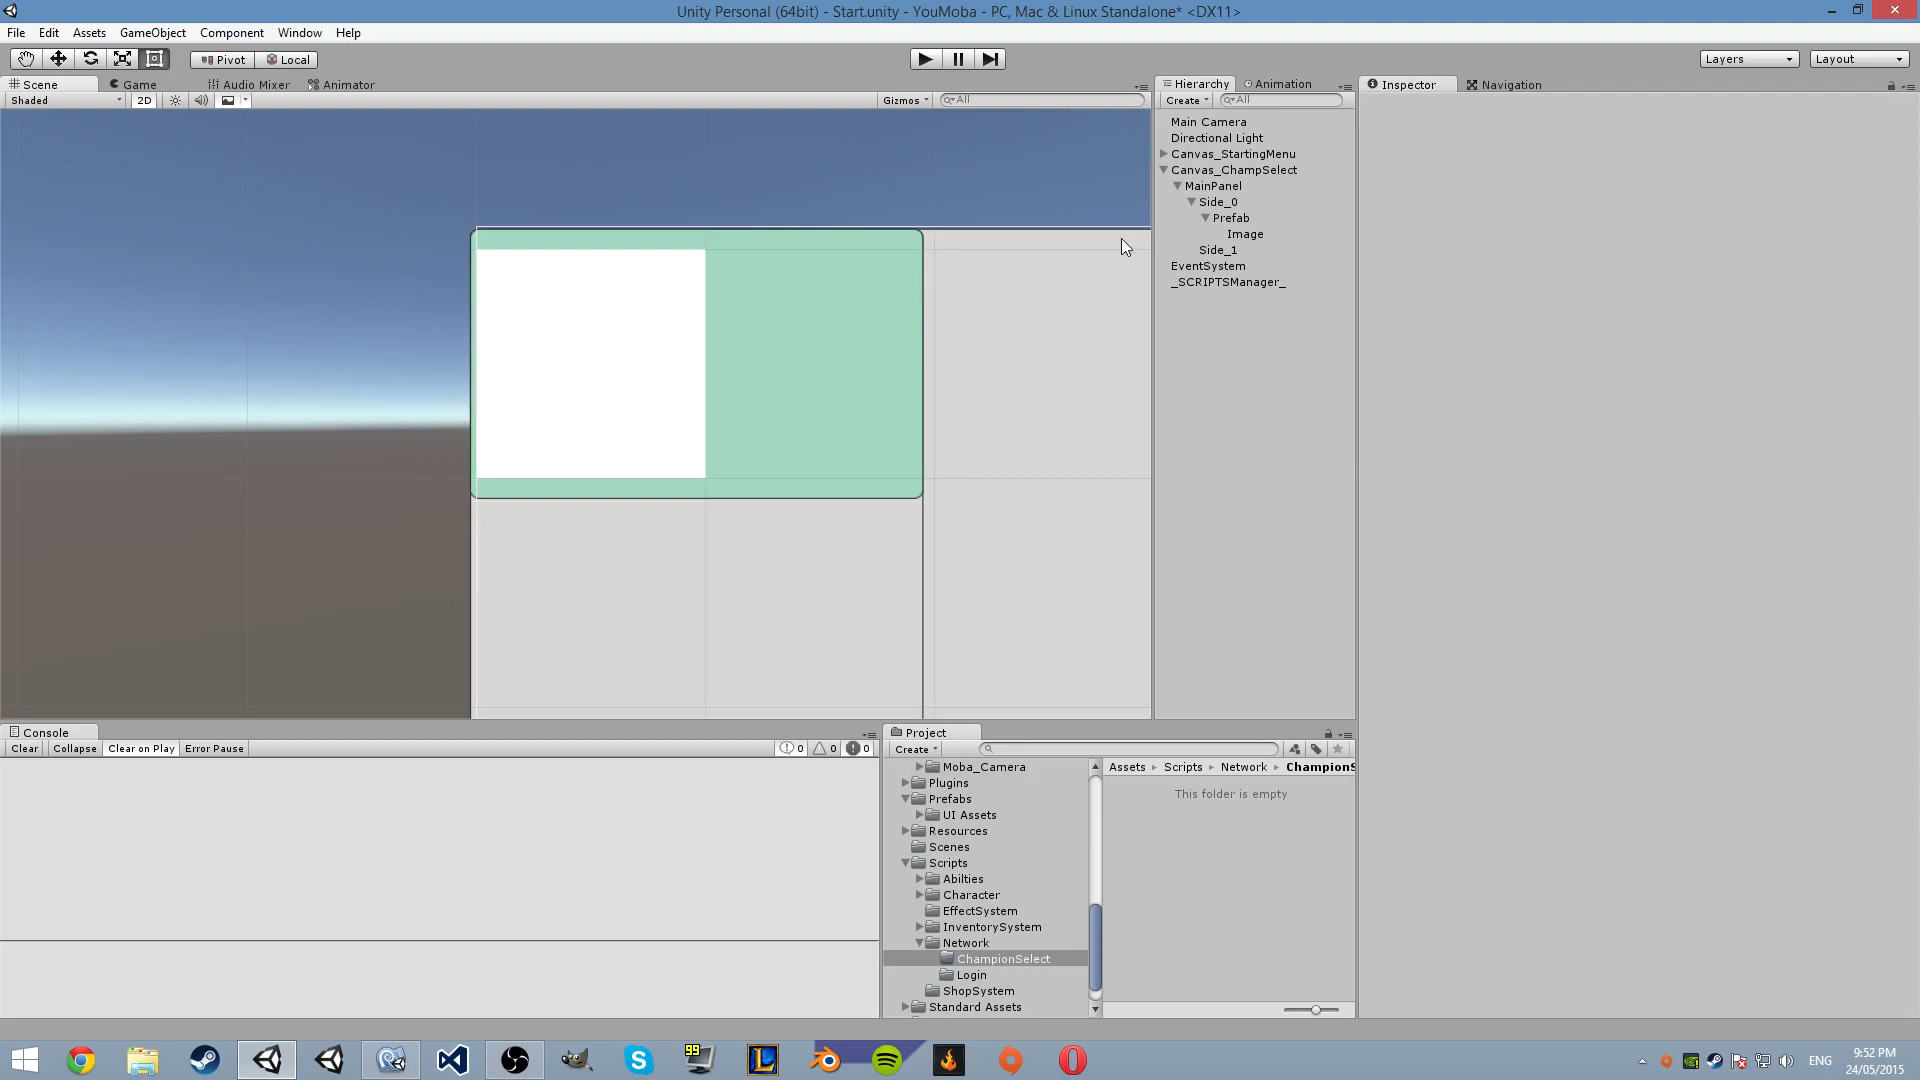 Unity Personal (64bit) - Start.unity - YouMoba - PC, Mac & Linux Standalone* <DX11>
File Edit Assets GameObject Component Window Help
Pivot Local Layers Layout
Scene Game Audio Mixer Animator Hierarchy Animation Inspector Navigation
Shaded 2D Gizmos All Create All
Main Camera
Directional Light
Canvas_StartingMenu
Canvas_ChampSelect
MainPanel
Side_0
Prefab
Image
Side_1
EventSystem
_SCRIPTSManager_
Console Project
Clear Collapse Clear on Play Error Pause 0 0 0 Create
Moba_Camera Assets Scripts Network ChampionS
Plugins This folder is empty
Prefabs
UI Assets
Resources
Scenes
Scripts
Abilties
Character
EffectSystem
InventorySystem
Network
ChampionSelect
Login
ShopSystem
Standard Assets
99
L
ENG 9:52 PM
24/05/2015